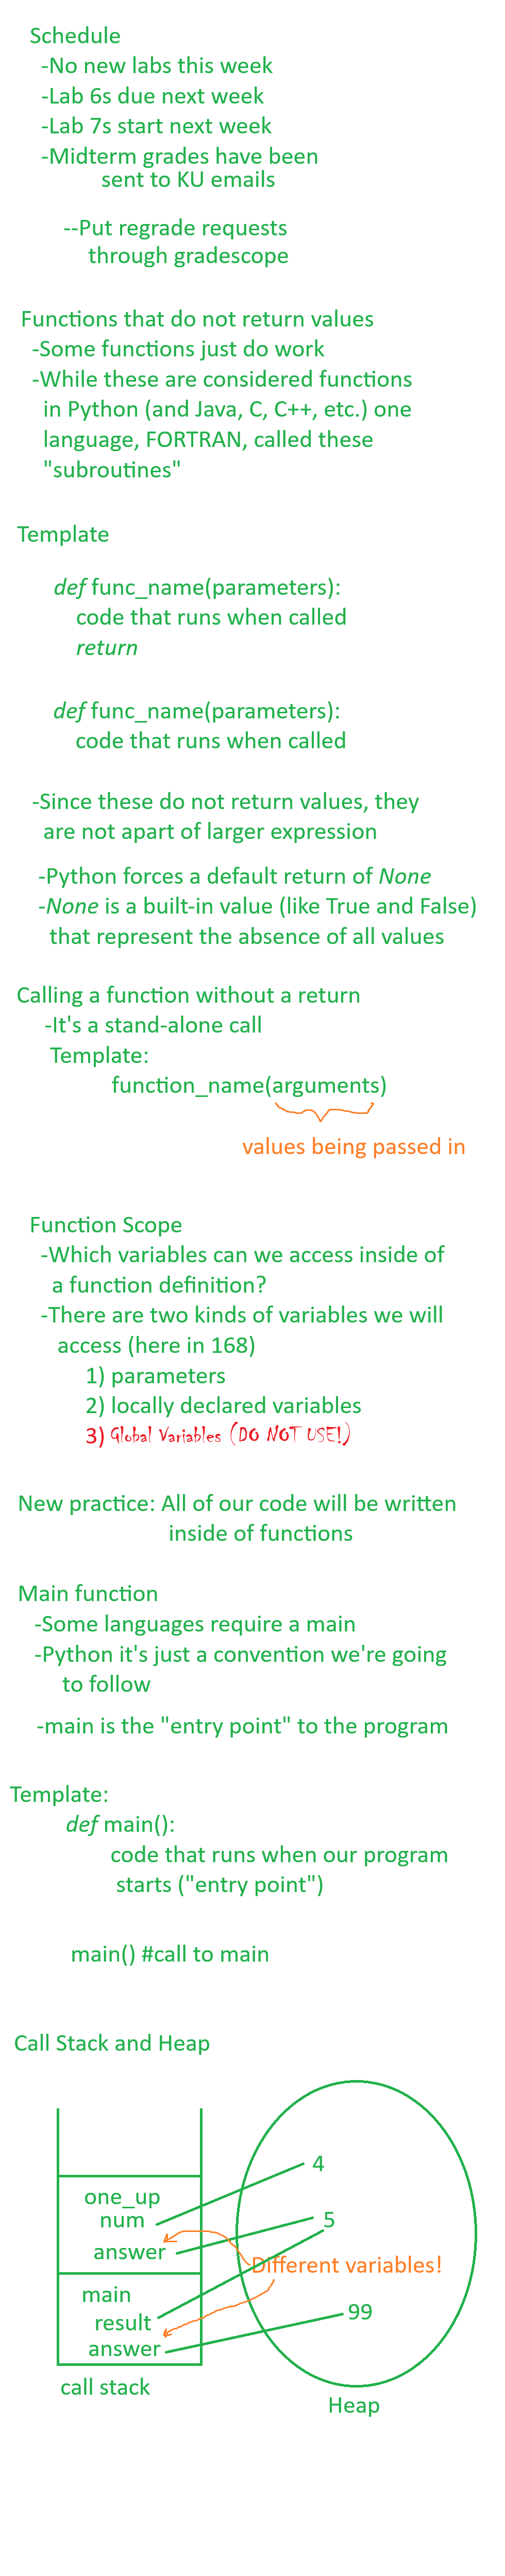 Schedule
-No new labs this week
-Lab 6s due next week
-Lab 7s start next week
-Midterm grades have been
sent to KU emails
--Put regrade requests
through gradescope
Functions that do not return values
-Some functions just do work
-While these are considered functions
in Python (and Java, C, C++, etc.) one
language, FORTRAN, called these
"subroutines"
Template
def func_name(parameters):
code that runs when called
return
def func_name(parameters):
code that runs when called
-Since these do not return values, they
are not apart of larger expression
-Python forces a default return of None
-None is a built-in value (like True and False)
that represent the absence of all values
Calling a function without a return
-It's a stand-alone call
Template:
function_name(arguments)
values being passed in
Function Scope
-Which variables can we access inside of
a function definition?
-There are two kinds of variables we will
access (here in 168)
1) parameters
2) locally declared variables
3) Global Variables (DO NOT USE!)
New practice: All of our code will be written
inside of functions
Main function
-Some languages require a main
-Python it's just a convention we're going
to follow
-main is the "entry point" to the program
Template:
def main():
code that runs when our program
starts ("entry point")
main() #call to main
Call Stack and Heap
one_up
num
answer
main
result
answer
call stack
4
5
Different variables!
99
Heap